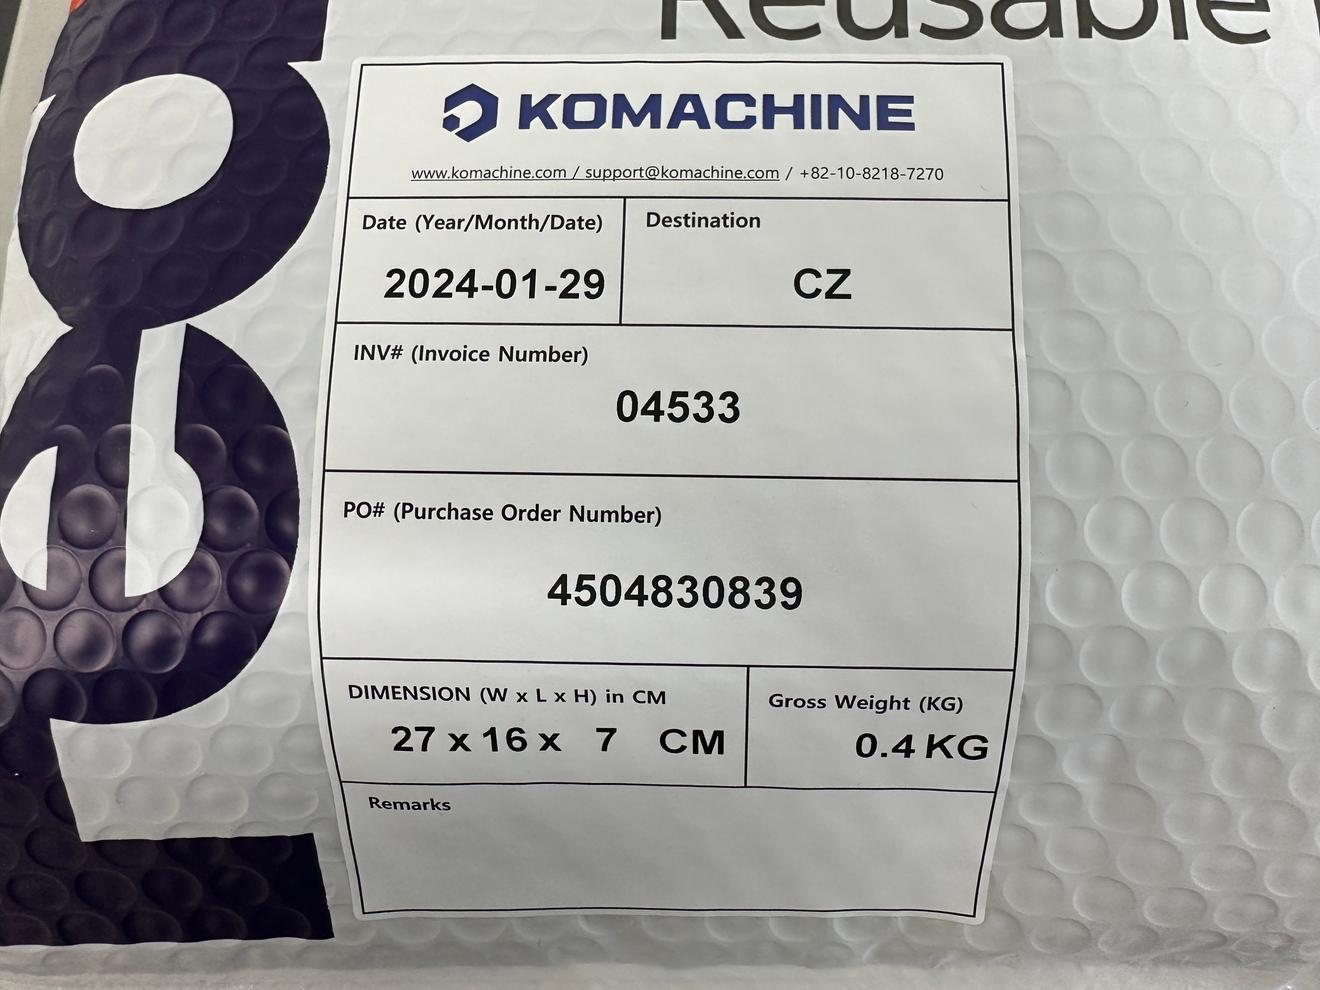 Reusable
KOMACHINE
www.komachine.com / support@komachine.com / +82-10-8218-7270
Date (Year/Month/Date)
2024-01-29
Destination
CZ
INV# (Invoice Number)
04533
PO# (Purchase Order Number)
4504830839
DIMENSION (W x L x H) in CM
27 x 16 x 7 CM
Gross Weight (KG)
0.4 KG
Remarks